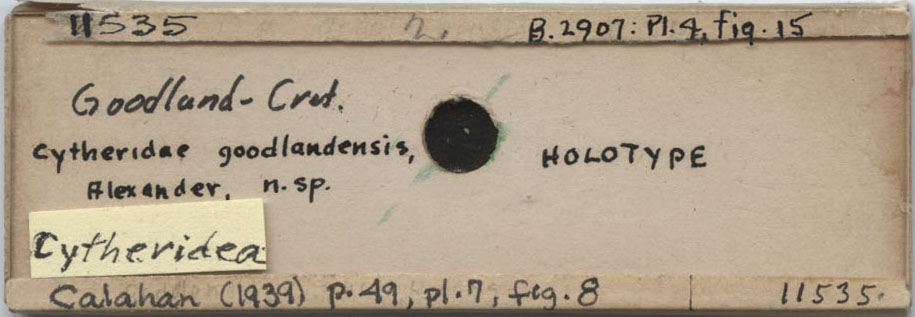 11535 2. B.2907: Pl.4, fig.15
Goodland - Cret.
Cytheridae goodlandensis,
HOLOTYPE
Alexander, n.sp.
Cytheridea
Calahan (1939) p.49, pl.7, fig.8 11535.